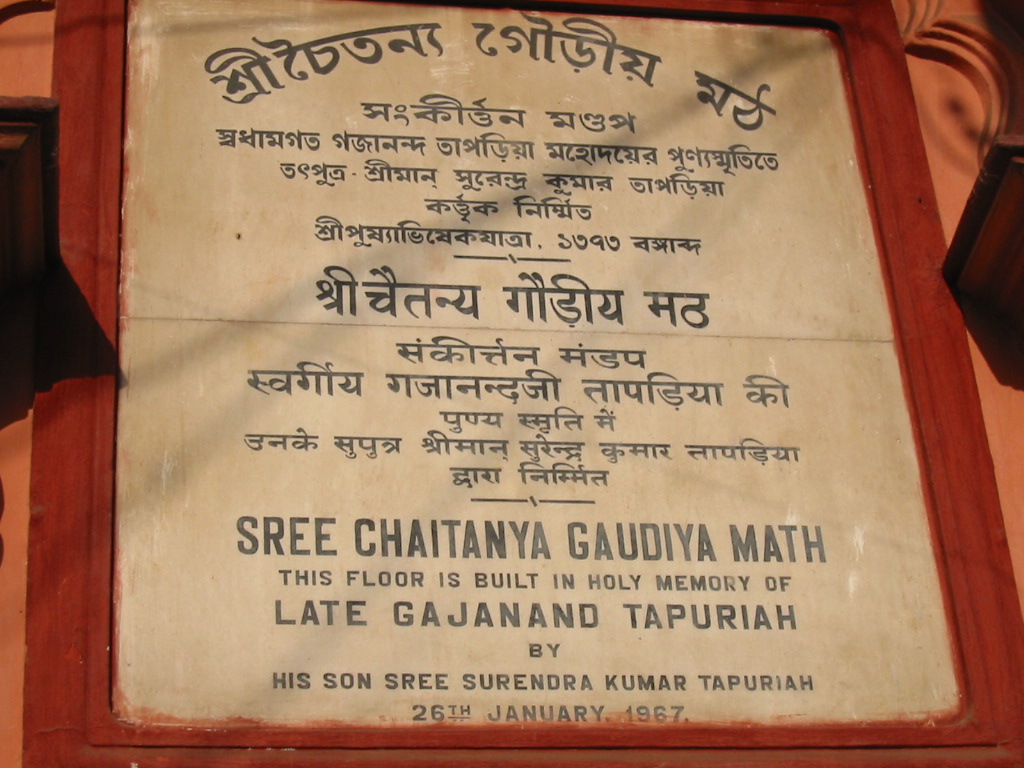 শ্রীচৈতন্য গৌড়ীয় মঠ
সংকীর্ত্তন মণ্ডপ
স্বধামগত গজানন্দ তাপড়িয়া মহোদয়ের পুণ্যস্মৃতিতে
তৎপুত্র শ্রীমান্ সুরেন্দ্র কুমার তাপড়িয়া
কর্ত্তৃক নির্ম্মিত
শ্রীপুষ্যাভিষেকযাত্রা, ১৩৭৩ বঙ্গাব্দ
श्रीचैतन्य गौड़ीय मठ
संकीर्त्तन मंडप
स्वर्गीय गजानन्दजी तापड़िया की
पुण्य स्मृति में
उनके सुपुत्र श्रीमान् सुरेन्द्र कुमार तापड़िया
द्वारा निर्म्मित
SREE CHAITANYA GAUDIYA MATH
THIS FLOOR IS BUILT IN HOLY MEMORY OF
LATE GAJANAND TAPURIAH
BY
HIS SON SREE SURENDRA KUMAR TAPURIAH
26TH JANUARY, 1967.